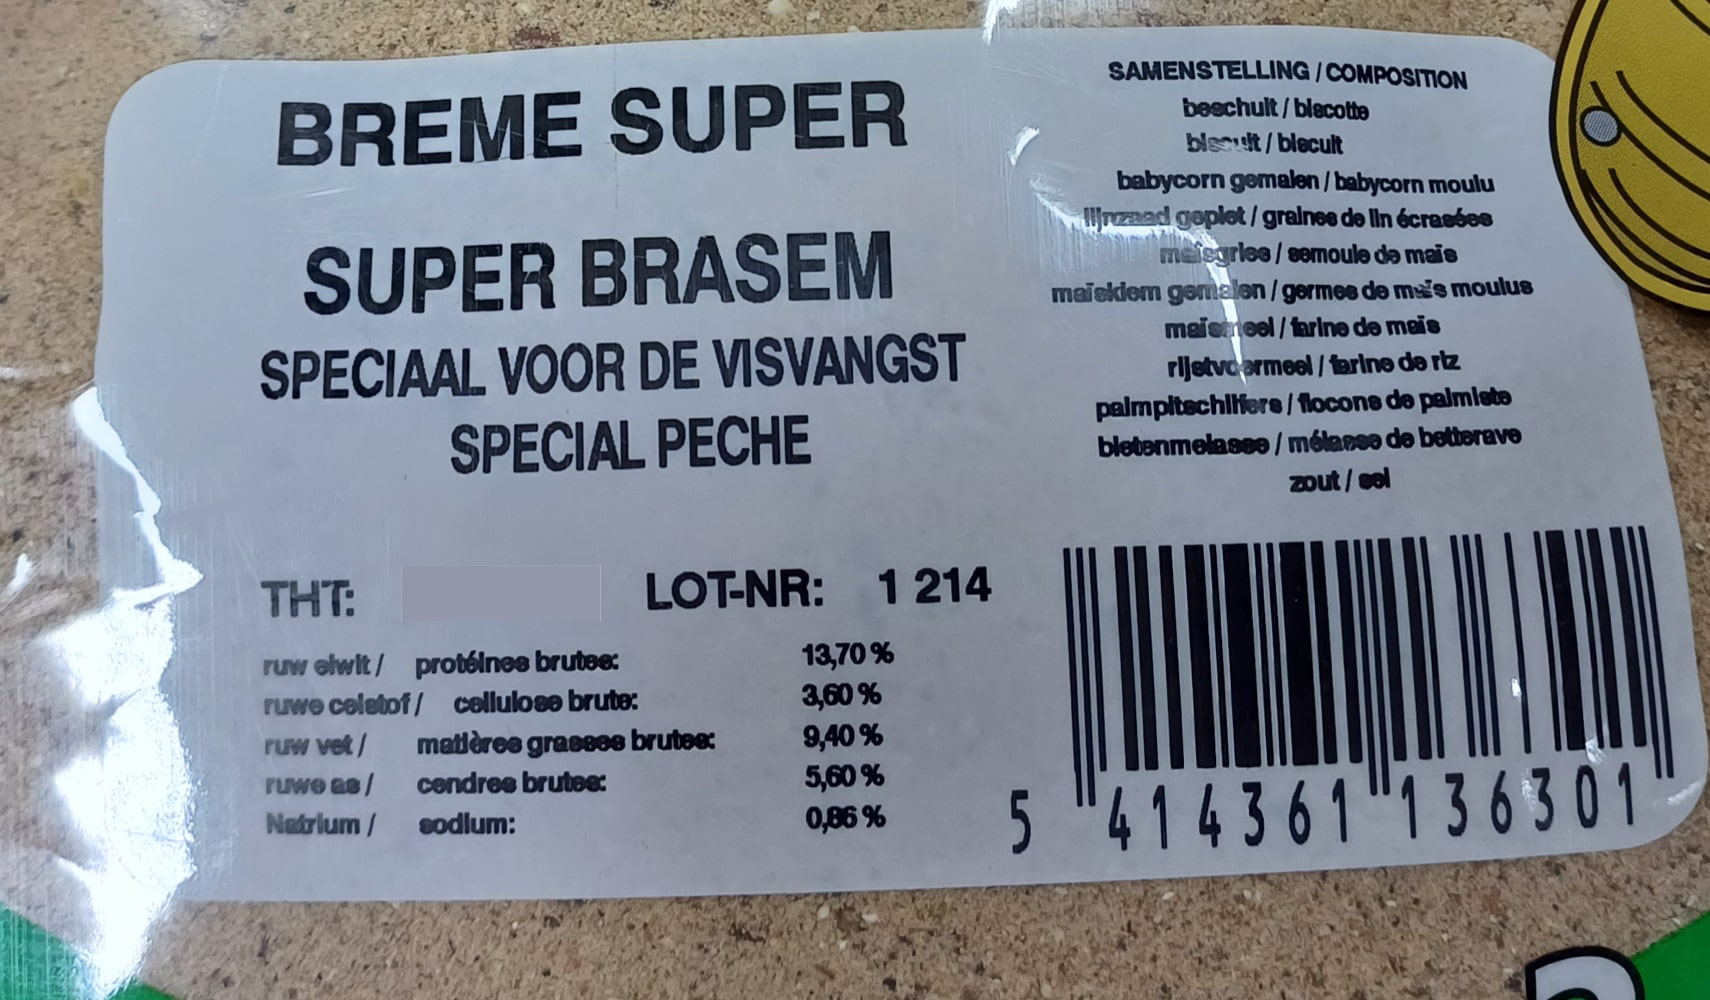 BREME SUPER
SUPER BRASEM
SPECIAAL VOOR DE VISVANGST
SPECIAL PECHE
THT:
LOT-NR: 1 214
ruw eiwit / protéines brutes: 13,70 %
ruwe celstof / cellulose brute: 3,60 %
ruw vet / matières grasses brutes: 9,40 %
ruwe as / cendres brutes: 5,60 %
Natrium / sodium: 0,86 %
SAMENSTELLING / COMPOSITION
beschuit / biscotte
biscuit / biscuit
babycorn gemalen / babycorn moulu
lijnzaad geplet / graines de lin écrasées
maisgries / semoule de maïs
maïskiem gemalen / germes de maïs moulus
maïsmeel / farine de maïs
rijstvoermeel / farine de riz
palmpitschilfers / flocons de palmiste
bietenmelasse / mélasse de betterave
zout / sel
5 414361 136301